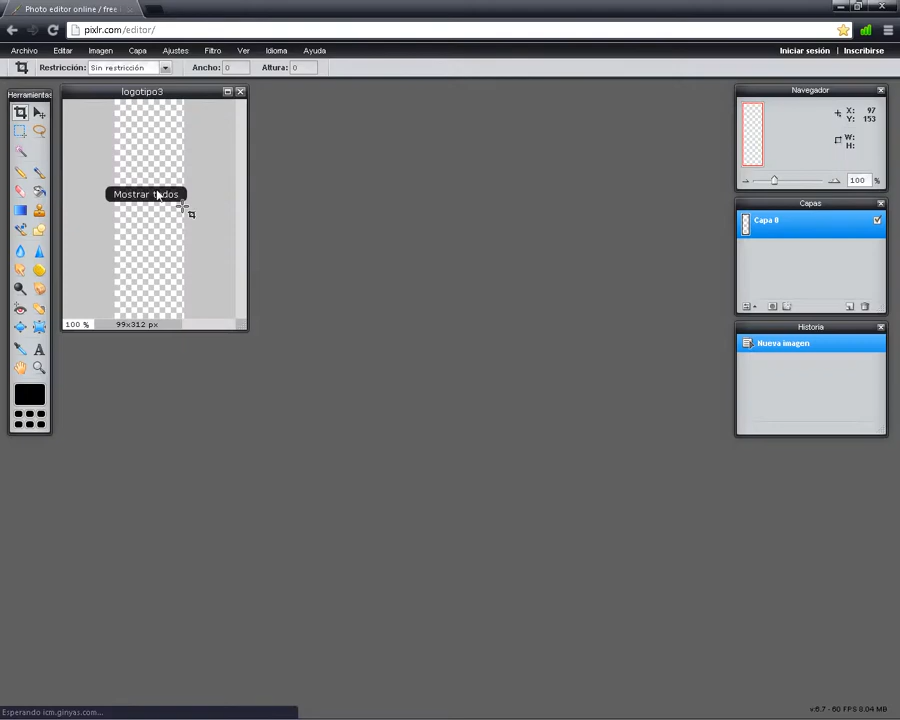 Photo editor online / free
pixlr.com/editor/
Archivo Editar Imagen Capa Ajustes Filtro Ver Idioma Ayuda Iniciar sesión Inscribirse
Restricción: Sin restricción Ancho: 0 Altura: 0
Herramientas
logotipo3
Mostrar todos
100 % 99x312 px
Navegador
X: 97
Y: 153
W:
H:
100 %
Capas
Capa 0
Historia
Nueva imagen
Esperando icm.ginyas.com...
v:6.7 - 60 FPS 8.04 MB